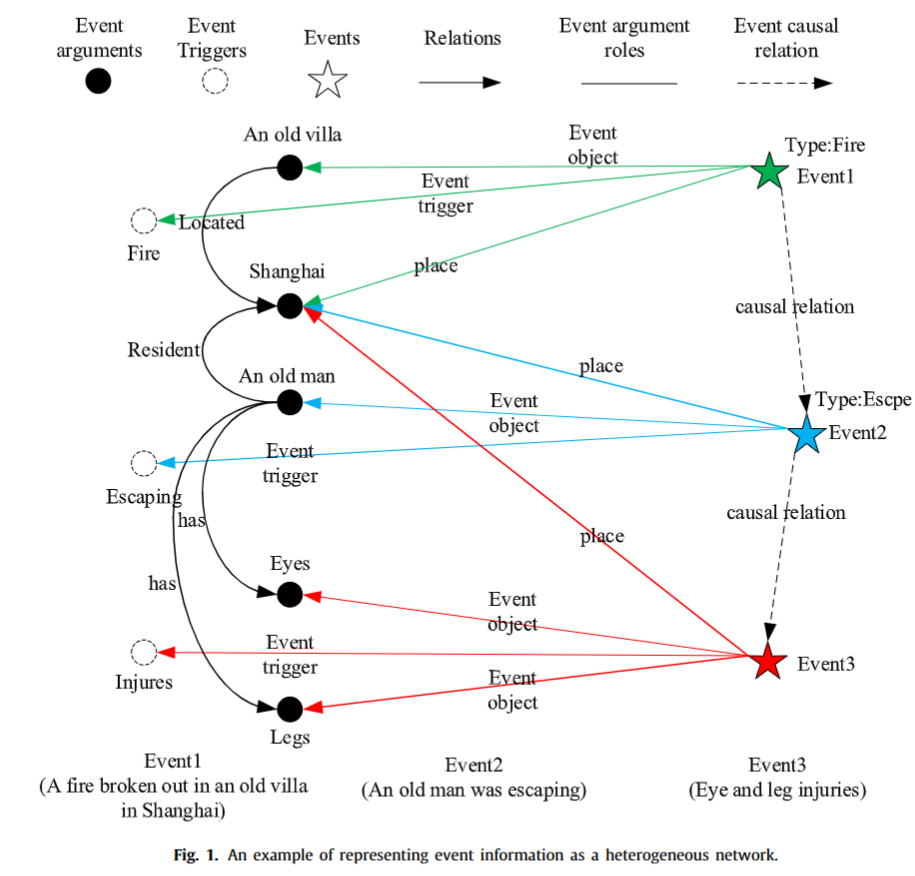 Event
arguments
Event
Triggers
Events
Relations
Event argument
roles
Event causal
relation
An old villa
Event
object
Type:Fire
Event1
Event
trigger
Located
Fire
Shanghai
place
causal relation
Resident
An old man
place
Event
object
Type:Escpe
Event2
Event
trigger
Escaping
has
causal relation
place
Eyes
has
Event
object
Event
trigger
Injures
Event3
Event
object
Legs
Event1
(A fire broken out in an old villa
in Shanghai)
Event2
(An old man was escaping)
Event3
(Eye and leg injuries)
Fig. 1. An example of representing event information as a heterogeneous network.